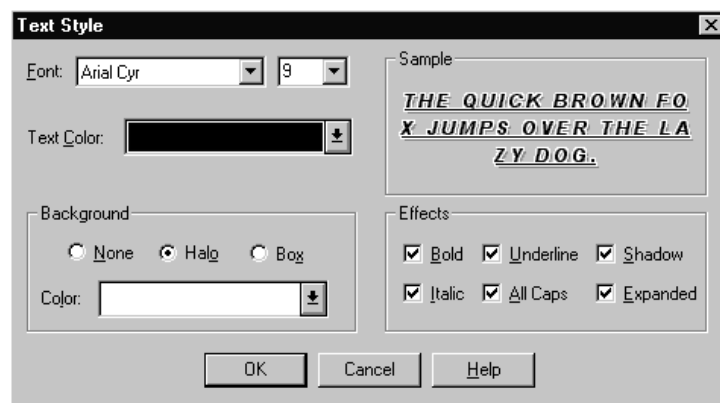 Text Style
Font: Arial Cyr 9
Text Color:
Sample
THE QUICK BROWN FO
X JUMPS OVER THE LA
ZY DOG.
Background
None Halo Box
Color:
Effects
Bold Underline Shadow
Italic All Caps Expanded
OK Cancel Help